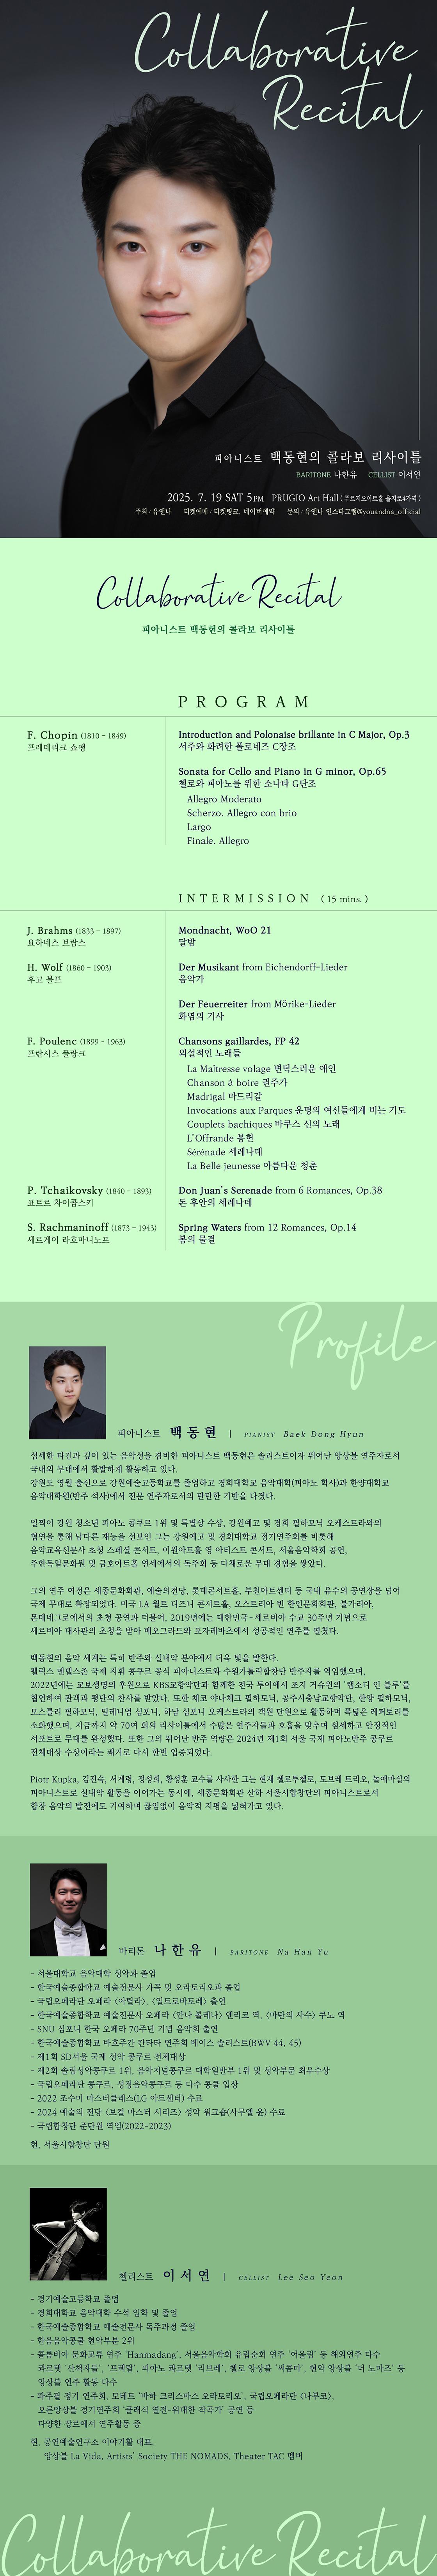 Collaborative
Recital
피아니스트 백동현의 콜라보 리사이틀
BARITONE 나한유 CELLIST 이서연
2025. 7. 19 SAT 5PM PRUGIO Art Hall ( 푸르지오아트홀 을지로4가역 )
주최 / 유앤나 티켓예매 / 티켓링크, 네이버예약 문의 / 유앤나 인스타그램@youandna_official
Collaborative Recital
피아니스트 백동현의 콜라보 리사이틀
PROGRAM
F. Chopin (1810 - 1849)
프레데리크 쇼팽
Introduction and Polonaise brillante in C Major, Op.3
서주와 화려한 폴로네즈 C장조
Sonata for Cello and Piano in G minor, Op.65
첼로와 피아노를 위한 소나타 G단조
Allegro Moderato
Scherzo. Allegro con brio
Largo
Finale. Allegro
INTERMISSION ( 15 mins. )
J. Brahms (1833 - 1897)
요하네스 브람스
Mondnacht, WoO 21
달밤
H. Wolf (1860 - 1903)
후고 볼프
Der Musikant from Eichendorff-Lieder
음악가
Der Feuerreiter from Mörike-Lieder
화염의 기사
F. Poulenc (1899 - 1963)
프란시스 풀랑크
Chansons gaillardes, FP 42
외설적인 노래들
La Maîtresse volage 변덕스러운 애인
Chanson à boire 권주가
Madrigal 마드리갈
Invocations aux Parques 운명의 여신들에게 비는 기도
Couplets bachiques 바쿠스 신의 노래
L'Offrande 봉헌
Sérénade 세레나데
La Belle jeunesse 아름다운 청춘
P. Tchaikovsky (1840 - 1893)
표트르 차이콥스키
Don Juan's Serenade from 6 Romances, Op.38
돈 후안의 세레나데
S. Rachmaninoff (1873 - 1943)
세르게이 라흐마니노프
Spring Waters from 12 Romances, Op.14
봄의 물결
Profile
피아니스트 백동현 | PIANIST Baek Dong Hyun
섬세한 타건과 깊이 있는 음악성을 겸비한 피아니스트 백동현은 솔리스트이자 뛰어난 앙상블 연주자로서
국내외 무대에서 활발하게 활동하고 있다.
강원도 영월 출신으로 강원예술고등학교를 졸업하고 경희대학교 음악대학(피아노 학사)과 한양대학교
음악대학원(반주 석사)에서 전문 연주자로서의 탄탄한 기반을 다졌다.
일찍이 강원 청소년 피아노 콩쿠르 1위 및 특별상 수상, 강원예고 및 경희 필하모닉 오케스트라와의
협연을 통해 남다른 재능을 선보인 그는 강원예고 및 경희대학교 정기연주회를 비롯해
음악교육신문사 초청 스페셜 콘서트, 이원아트홀 영 아티스트 콘서트, 서울음악학회 공연,
주한독일문화원 및 금호아트홀 연세에서의 독주회 등 다채로운 무대 경험을 쌓았다.
그의 연주 여정은 세종문화회관, 예술의전당, 롯데콘서트홀, 부천아트센터 등 국내 유수의 공연장을 넘어
국제 무대로 확장되었다. 미국 LA 월트 디즈니 콘서트홀, 오스트리아 빈 한인문화회관, 불가리아,
몬테네그로에서의 초청 공연과 더불어, 2019년에는 대한민국-세르비아 수교 30주년 기념으로
세르비아 대사관의 초청을 받아 베오그라드와 포자레바츠에서 성공적인 연주를 펼쳤다.
백동현의 음악 세계는 특히 반주와 실내악 분야에서 더욱 빛을 발한다.
펠릭스 멘델스존 국제 지휘 콩쿠르 공식 피아니스트와 수원가톨릭합창단 반주자를 역임했으며,
2022년에는 교보생명의 후원으로 KBS교향악단과 함께한 전국 투어에서 조지 거슈윈의 '랩소디 인 블루'를
협연하여 관객과 평단의 찬사를 받았다. 또한 체코 야나체크 필하모닉, 공주시충남교향악단, 한양 필하모닉,
모스틀리 필하모닉, 밀레니엄 심포니, 하남 심포니 오케스트라의 객원 단원으로 활동하며 폭넓은 레퍼토리를
소화했으며, 지금까지 약 70여 회의 리사이틀에서 수많은 연주자들과 호흡을 맞추며 섬세하고 안정적인
서포트로 무대를 완성했다. 또한 그의 뛰어난 반주 역량은 2024년 제1회 서울 국제 피아노반주 콩쿠르
전체대상 수상이라는 쾌거로 다시 한번 입증되었다.
Piotr Kupka, 김진숙, 서계령, 정성희, 황성훈 교수를 사사한 그는 현재 첼로투첼로, 도브레 트리오, 놀애마실의
피아니스트로 실내악 활동을 이어가는 동시에, 세종문화회관 산하 서울시합창단의 피아니스트로서
합창 음악의 발전에도 기여하며 끊임없이 음악적 지평을 넓혀가고 있다.
바리톤 나한유 | BARITONE Na Han Yu
- 서울대학교 음악대학 성악과 졸업
- 한국예술종합학교 예술전문사 가곡 및 오라토리오과 졸업
- 국립오페라단 오페라 〈아틸라〉, 〈일트로바토레〉 출연
- 한국예술종합학교 예술전문사 오페라 〈안나 볼레나〉 엔리코 역, 〈마탄의 사수〉 쿠노 역
- SNU 심포니 한국 오페라 70주년 기념 음악회 출연
- 한국예술종합학교 바흐주간 칸타타 연주회 베이스 솔리스트(BWV 44, 45)
- 제1회 SD서울 국제 성악 콩쿠르 전체대상
- 제2회 솔림성악콩쿠르 1위, 음악저널콩쿠르 대학일반부 1위 및 성악부문 최우수상
- 국립오페라단 콩쿠르, 성정음악콩쿠르 등 다수 콩쿨 입상
- 2022 조수미 마스터클래스(LG 아트센터) 수료
- 2024 예술의 전당 〈보컬 마스터 시리즈〉 성악 워크숍(사무엘 윤) 수료
- 국립합창단 준단원 역임(2022-2023)
현, 서울시합창단 단원
첼리스트 이서연 | CELLIST Lee Seo Yeon
- 경기예술고등학교 졸업
- 경희대학교 음악대학 수석 입학 및 졸업
- 한국예술종합학교 예술전문사 독주과정 졸업
- 한음음악콩쿨 현악부분 2위
- 콜롬비아 문화교류 연주 'Hanmadang', 서울음악학회 유럽순회 연주 '어울림' 등 해외연주 다수
콰르텟 '산책자들', '프렉탈', 피아노 콰르텟 '리브레', 첼로 앙상블 '씨콤마', 현악 앙상블 '더 노마즈' 등
앙상블 연주 활동 다수
- 파주필 정기 연주회, 모테트 '바하 크리스마스 오라토리오', 국립오페라단 〈나부코〉,
오른앙상블 정기연주회 '클래식 열전-위대한 작곡가' 공연 등
다양한 장르에서 연주활동 중
현, 공연예술연구소 이야기활 대표,
앙상블 La Vida, Artists' Society THE NOMADS, Theater TAC 멤버
Collaborative Recital